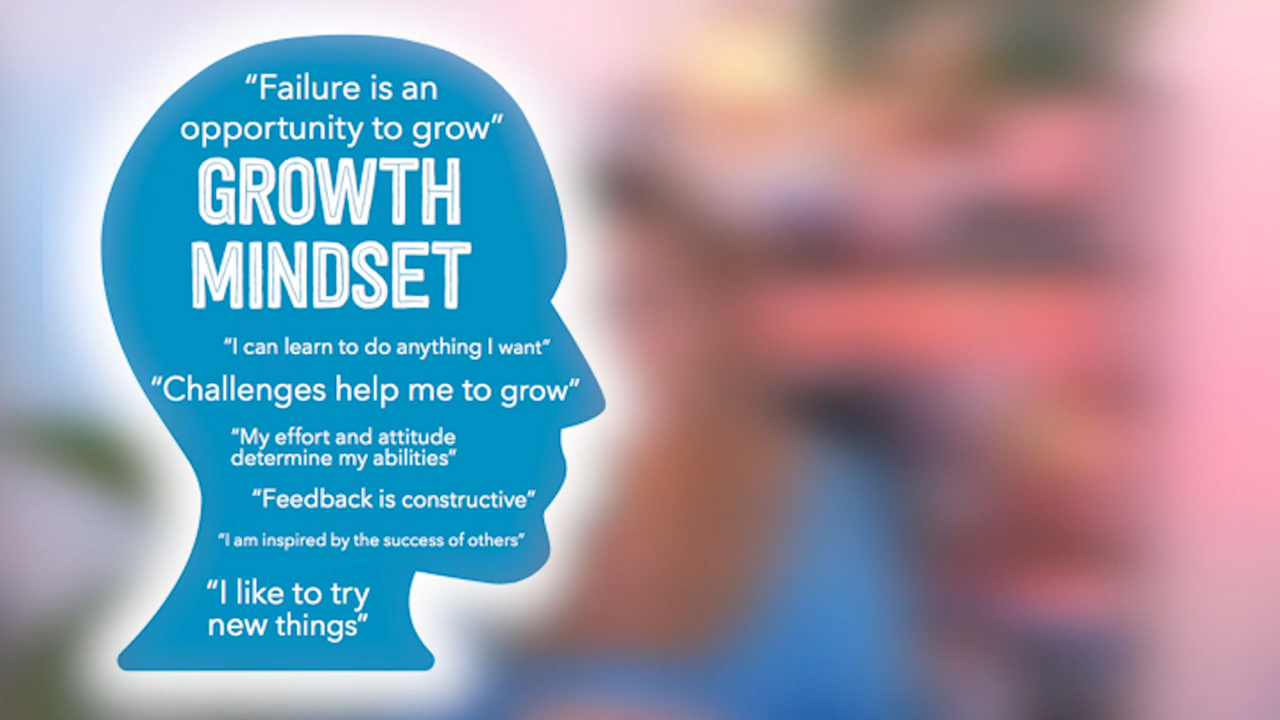 “Failure is an
opportunity to grow”
GROWTH
MINDSET
“I can learn to do anything I want”
“Challenges help me to grow”
“My effort and attitude
determine my abilities”
“Feedback is constructive”
“I am inspired by the success of others”
“I like to try
new things”